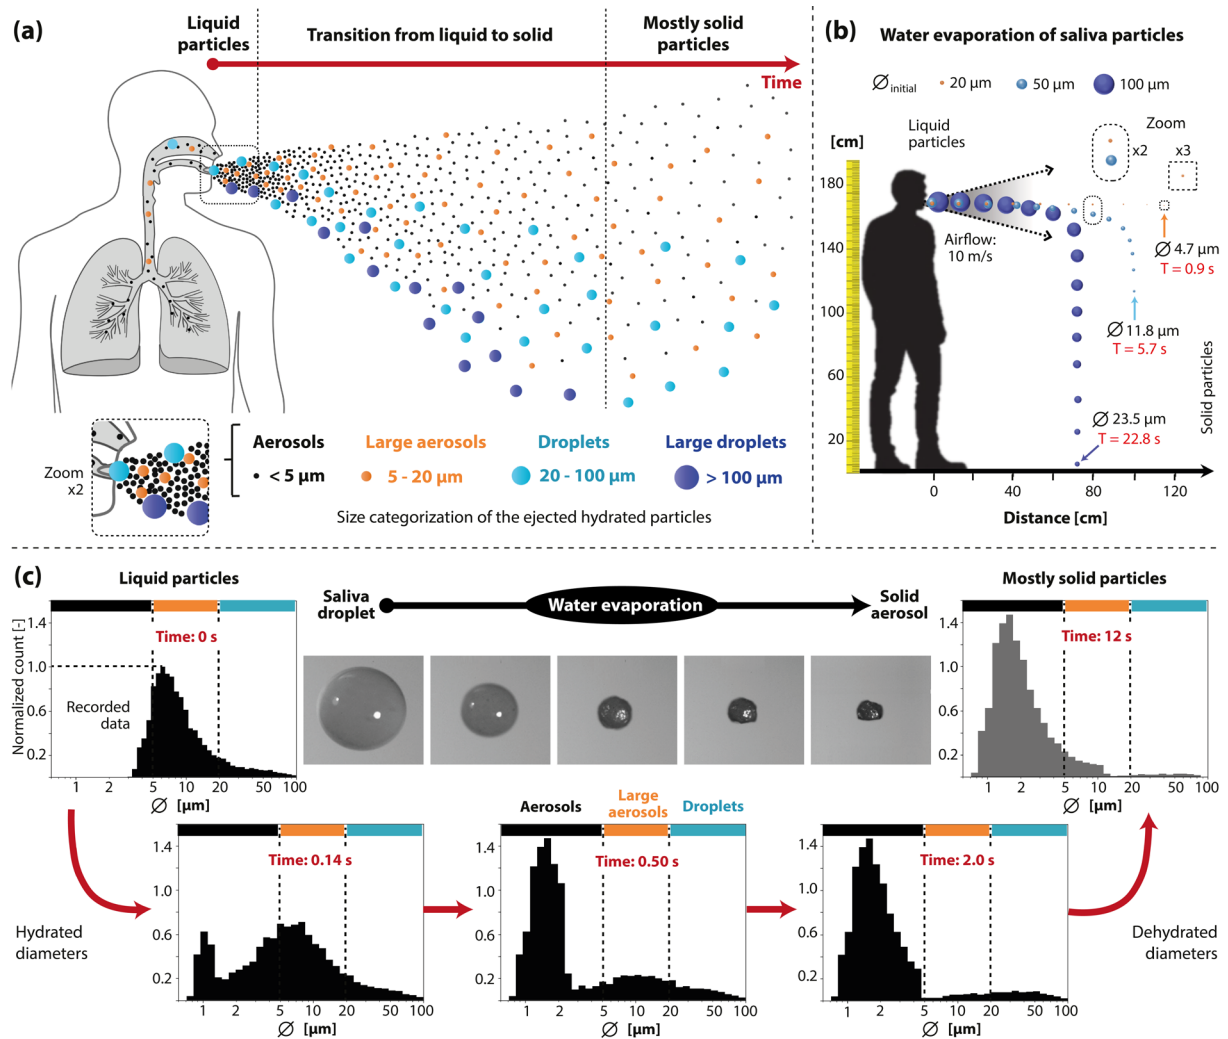 (a)
Liquid
particles
Transition from liquid to solid
Mostly solid
particles
Time
Zoom
x2
Aerosols
< 5 µm
Large aerosols
5 - 20 µm
Droplets
20 - 100 µm
Large droplets
> 100 µm
Size categorization of the ejected hydrated particles
(b)
Water evaporation of saliva particles
∅initial
20 µm
50 µm
100 µm
[cm]
Liquid
particles
Zoom
x2
x3
180
140
100
60
20
Airflow:
10 m/s
∅ 4.7 µm
T = 0.9 s
∅ 11.8 µm
T = 5.7 s
∅ 23.5 µm
T = 22.8 s
Solid particles
0 40 80 120
Distance [cm]
(c)
Liquid particles
Time: 0 s
Normalized count [-]
1.4
1.0
0.6
0.2
Recorded
data
1 2 5 10 20 50 100
∅ [µm]
Saliva
droplet
Water evaporation
Solid
aerosol
Mostly solid particles
Time: 12 s
1.4
1.0
0.6
0.2
1 2 5 10 20 50 100
∅ [µm]
Hydrated
diameters
Time: 0.14 s
1.4
1.0
0.6
0.2
1 2 5 10 20 50 100
∅ [µm]
Aerosols
Large
aerosols
Droplets
Time: 0.50 s
1.4
1.0
0.6
0.2
1 2 5 10 20 50 100
∅ [µm]
Time: 2.0 s
1.4
1.0
0.6
0.2
1 2 5 10 20 50 100
∅ [µm]
Dehydrated
diameters